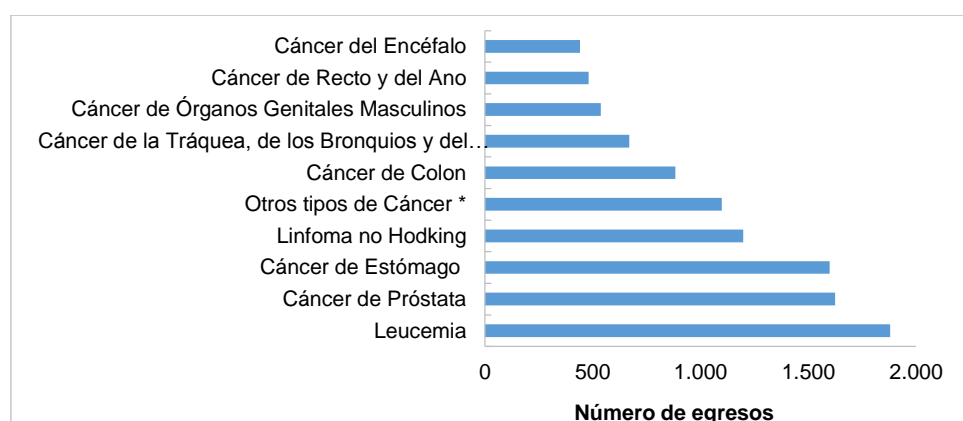 Cáncer del Encéfalo
Cáncer de Recto y del Ano
Cáncer de Órganos Genitales Masculinos
Cáncer de la Tráquea, de los Bronquios y del…
Cáncer de Colon
Otros tipos de Cáncer *
Linfoma no Hodking
Cáncer de Estómago
Cáncer de Próstata
Leucemia
0 500 1.000 1.500 2.000
Número de egresos